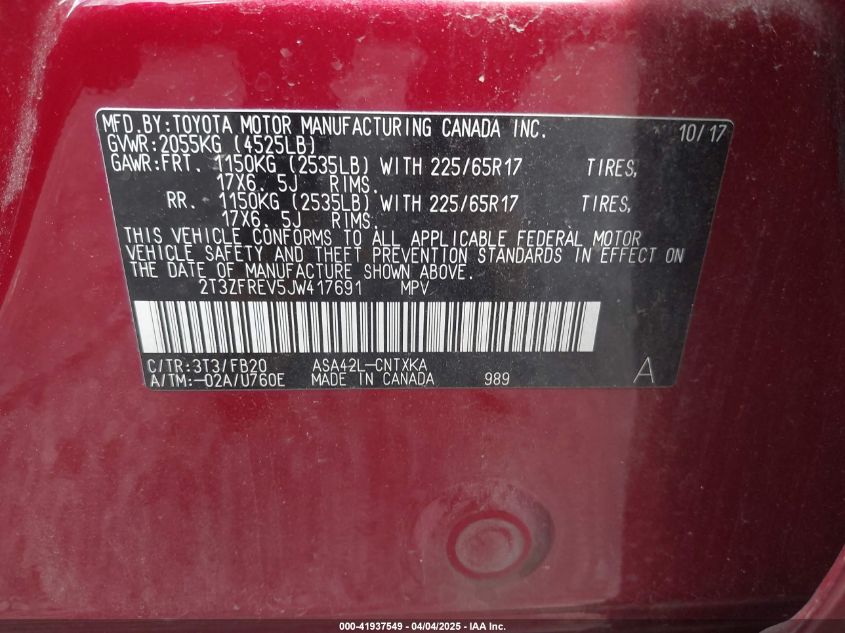 MFD.BY:TOYOTA MOTOR MANUFACTURING CANADA INC. 10/17
GVWR:2055KG (4525LB)
GAWR:FRT. 1150KG (2535LB) WITH 225/65R17 TIRES,
17X6.5J RIMS.
RR. 1150KG (2535LB) WITH 225/65R17 TIRES,
17X6.5J RIMS.
THIS VEHICLE CONFORMS TO ALL APPLICABLE FEDERAL MOTOR
VEHICLE SAFETY AND THEFT PREVENTION STANDARDS IN EFFECT ON
THE DATE OF MANUFACTURE SHOWN ABOVE.
2T3ZFREV5JW417691 MPV
C/TR:3T3/FB20 ASA42L-CNTXKA
A/TM:-02A/U760E MADE IN CANADA 989 A
000-41937549 - 04/04/2025 - IAA Inc.